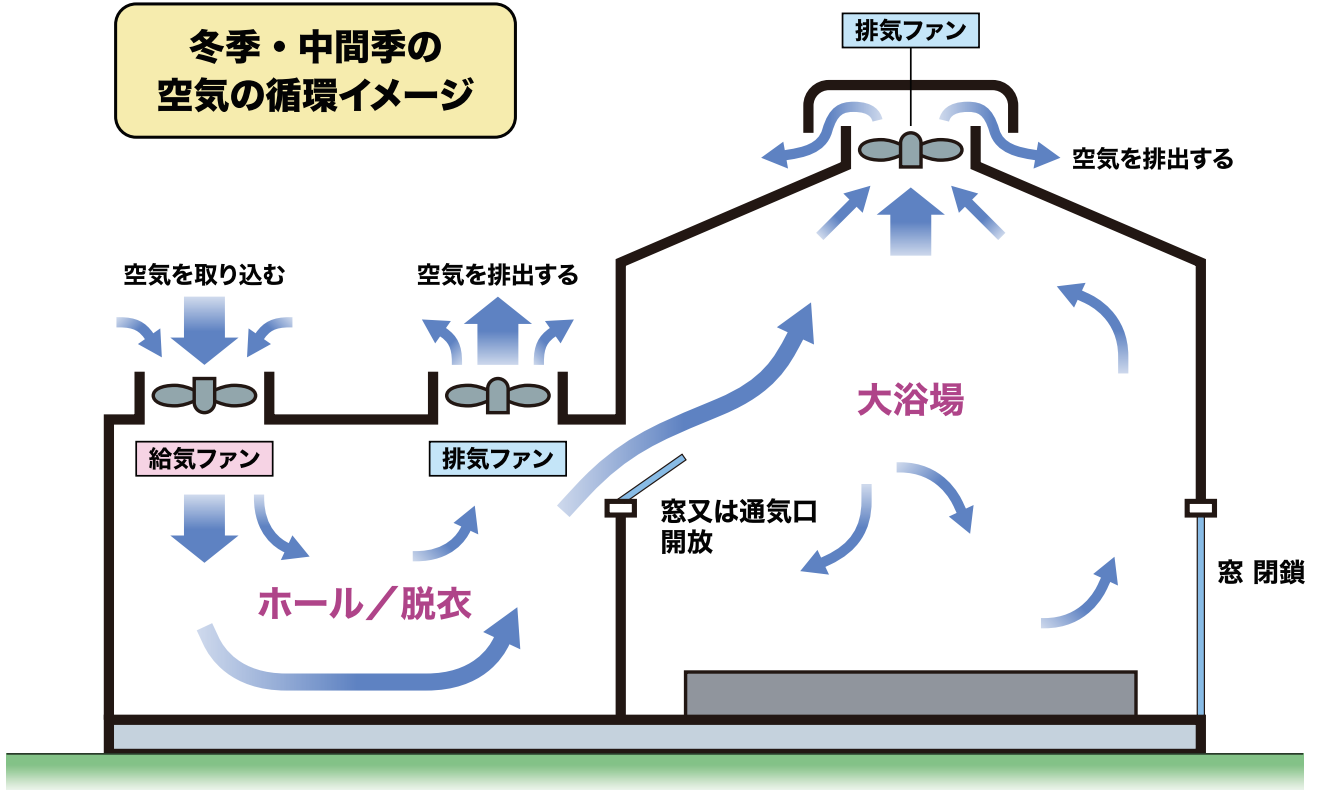 冬季・中間季の
空気の循環イメージ
排気ファン
空気を排出する
空気を取り込む
空気を排出する
給気ファン
排気ファン
大浴場
窓又は通気口
開放
窓 閉鎖
ホール／脱衣